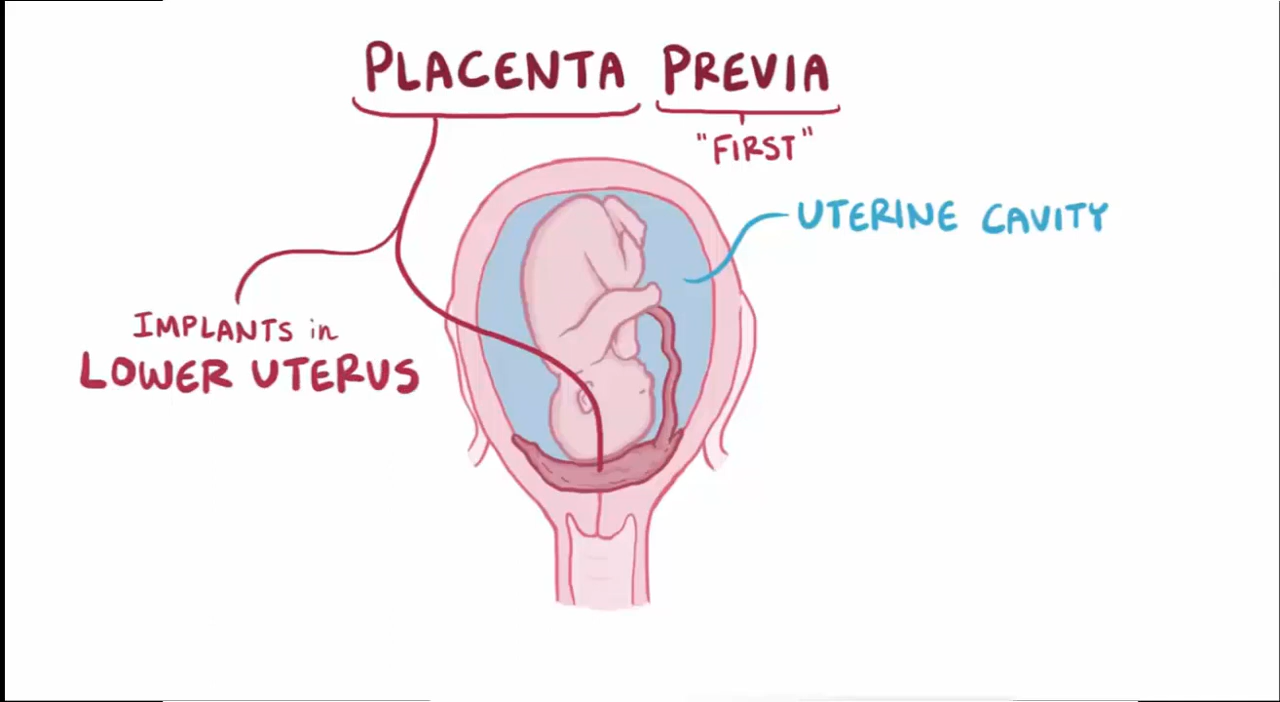 PLACENTA PREVIA
"FIRST"
UTERINE CAVITY
IMPLANTS in
LOWER UTERUS